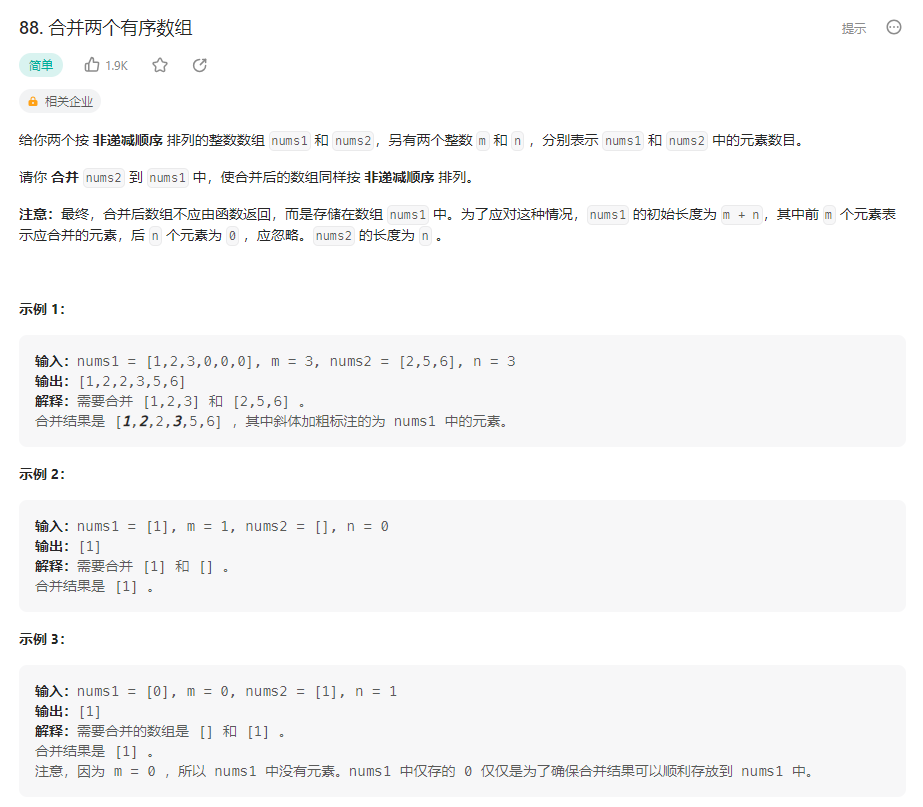 88. 合并两个有序数组
提示
简单 1.9K
相关企业
给你两个按 非递减顺序 排列的整数数组 nums1 和 nums2，另有两个整数 m 和 n ，分别表示 nums1 和 nums2 中的元素数目。
请你 合并 nums2 到 nums1 中，使合并后的数组同样按 非递减顺序 排列。
注意：最终，合并后数组不应由函数返回，而是存储在数组 nums1 中。为了应对这种情况，nums1 的初始长度为 m + n，其中前 m 个元素表
示应合并的元素，后 n 个元素为 0 ，应忽略。nums2 的长度为 n 。
示例 1：
输入：nums1 = [1,2,3,0,0,0], m = 3, nums2 = [2,5,6], n = 3
输出：[1,2,2,3,5,6]
解释：需要合并 [1,2,3] 和 [2,5,6] 。
合并结果是 [1,2,2,3,5,6] ，其中斜体加粗标注的为 nums1 中的元素。
示例 2：
输入：nums1 = [1], m = 1, nums2 = [], n = 0
输出：[1]
解释：需要合并 [1] 和 [] 。
合并结果是 [1] 。
示例 3：
输入：nums1 = [0], m = 0, nums2 = [1], n = 1
输出：[1]
解释：需要合并的数组是 [] 和 [1] 。
合并结果是 [1] 。
注意，因为 m = 0 ，所以 nums1 中没有元素。nums1 中仅存的 0 仅仅是为了确保合并结果可以顺利存放到 nums1 中。